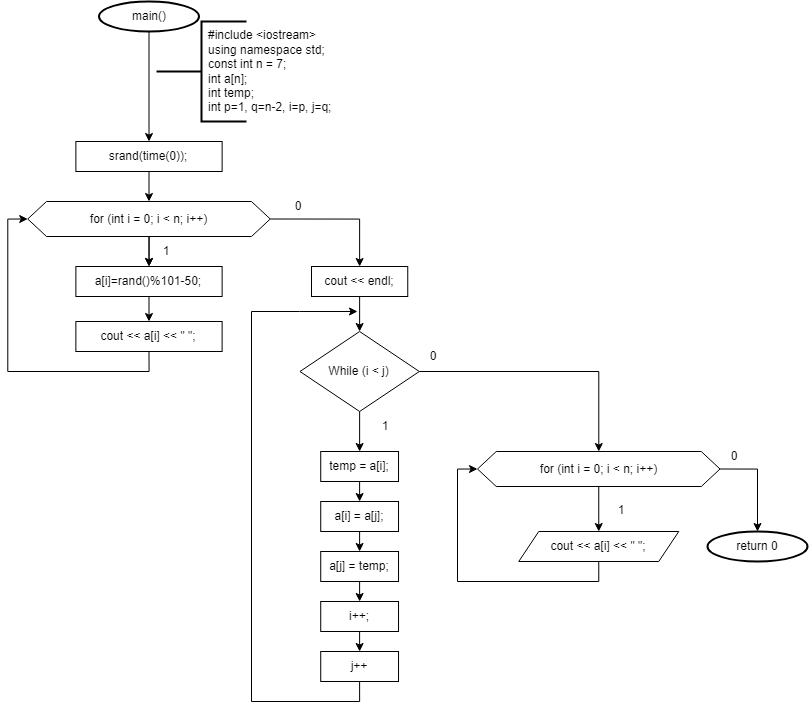 main()
#include <iostream>
using namespace std;
const int n = 7;
int a[n];
int temp;
int p=1, q=n-2, i=p, j=q;
srand(time(0));
for (int i = 0; i < n; i++)
0
1
a[i]=rand()%101-50;
cout << a[i] << " ";
cout << endl;
While (i < j)
0
1
temp = a[i];
a[i] = a[j];
a[j] = temp;
i++;
j++
for (int i = 0; i < n; i++)
0
1
cout << a[i] << " ";
return 0